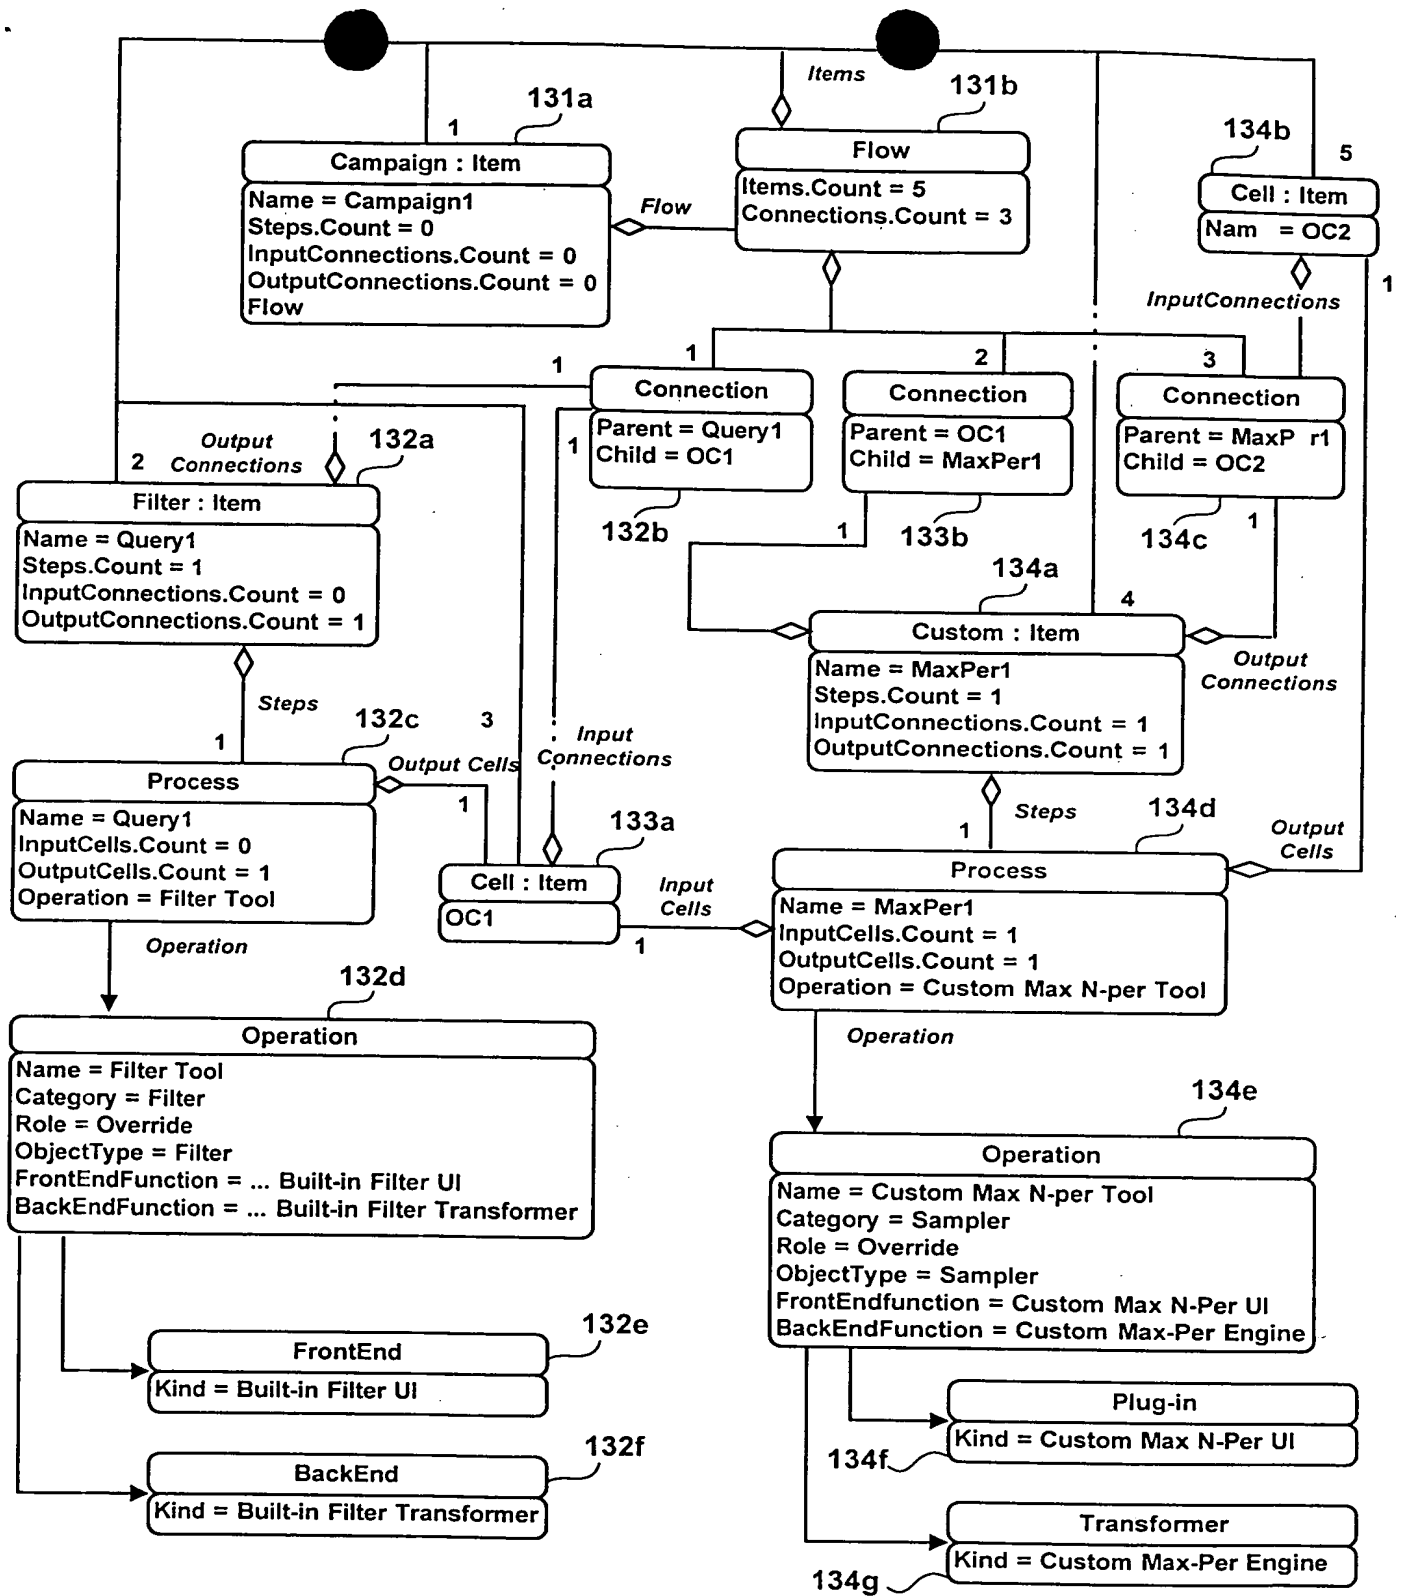 Items
131a
131b
134b
1
5
Campaign : Item
Name = Campaign1
Steps.Count = 0
InputConnections.Count = 0
OutputConnections.Count = 0
Flow
Flow
Flow
Items.Count = 5
Connections.Count = 3
Cell : Item
Nam = OC2
1
InputConnections
1
1
2
3
Connection
Parent = Query1
Child = OC1
Connection
Parent = OC1
Child = MaxPer1
Connection
Parent = MaxP r1
Child = OC2
Output
Connections
132a
2
1
132b
1
133b
134c
1
Filter : Item
Name = Query1
Steps.Count = 1
InputConnections.Count = 0
OutputConnections.Count = 1
134a
4
Custom : Item
Name = MaxPer1
Steps.Count = 1
InputConnections.Count = 1
OutputConnections.Count = 1
Output
Connections
Steps
1
132c
3
Output Cells
1
Input
Connections
Process
Name = Query1
InputCells.Count = 0
OutputCells.Count = 1
Operation = Filter Tool
133a
Cell : Item
OC1
Input
Cells
1
Steps
1
134d
Output
Cells
Process
Name = MaxPer1
InputCells.Count = 1
OutputCells.Count = 1
Operation = Custom Max N-per Tool
Operation
132d
Operation
Name = Filter Tool
Category = Filter
Role = Override
ObjectType = Filter
FrontEndFunction = ... Built-in Filter UI
BackEndFunction = ... Built-in Filter Transformer
Operation
134e
Operation
Name = Custom Max N-per Tool
Category = Sampler
Role = Override
ObjectType = Sampler
FrontEndfunction = Custom Max N-Per UI
BackEndFunction = Custom Max-Per Engine
132e
FrontEnd
Kind = Built-in Filter UI
132f
BackEnd
Kind = Built-in Filter Transformer
Plug-in
Kind = Custom Max N-Per UI
134f
Transformer
Kind = Custom Max-Per Engine
134g